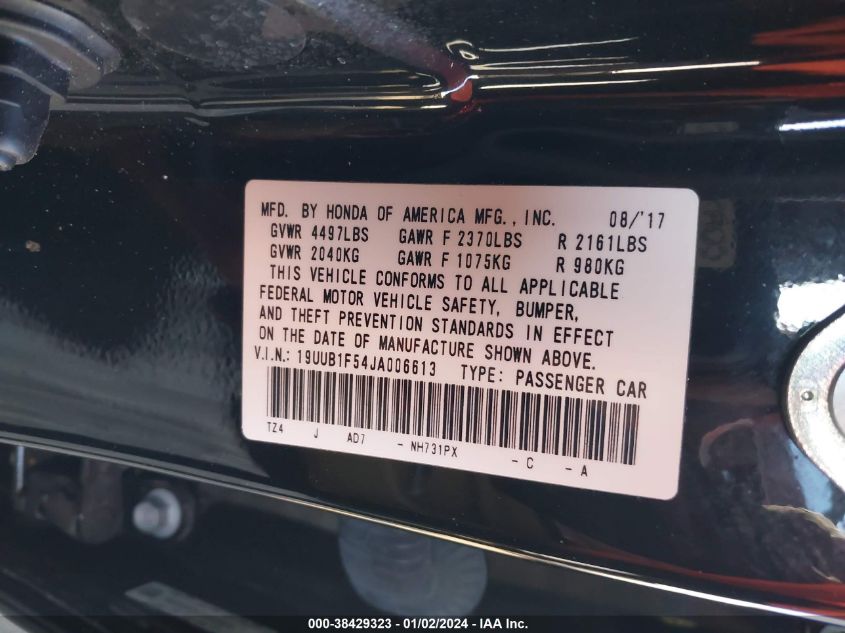 MFD. BY HONDA OF AMERICA MFG., INC. 08/'17
GVWR 4497LBS GAWR F 2370LBS R 2161LBS
GVWR 2040KG GAWR F 1075KG R 980KG
THIS VEHICLE CONFORMS TO ALL APPLICABLE
FEDERAL MOTOR VEHICLE SAFETY, BUMPER,
AND THEFT PREVENTION STANDARDS IN EFFECT
ON THE DATE OF MANUFACTURE SHOWN ABOVE.
V.I.N.: 19UUB1F54JA006613 TYPE: PASSENGER CAR
TZ4 J AD7 - NH731PX - C - A
000-38429323 - 01/02/2024 - IAA Inc.